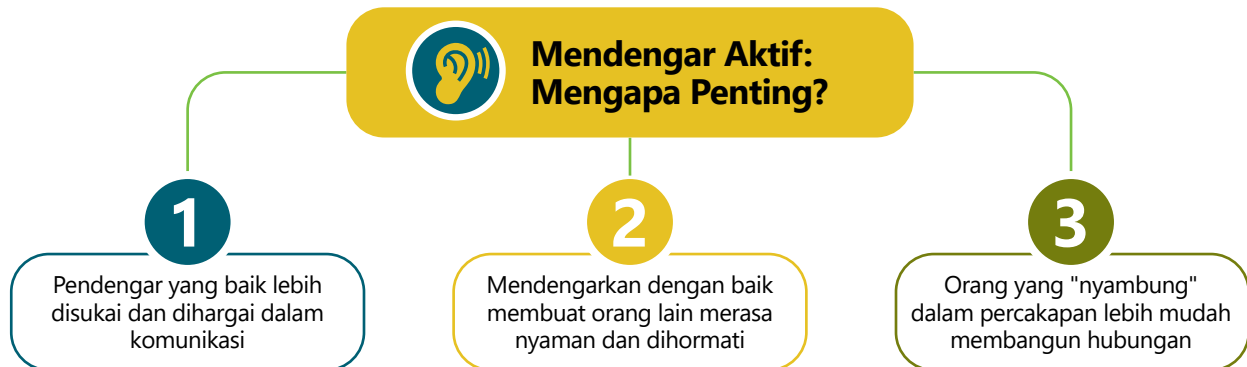 Mendengar Aktif:
Mengapa Penting?
1
Pendengar yang baik lebih
disukai dan dihargai dalam
komunikasi
2
Mendengarkan dengan baik
membuat orang lain merasa
nyaman dan dihormati
3
Orang yang "nyambung"
dalam percakapan lebih mudah
membangun hubungan